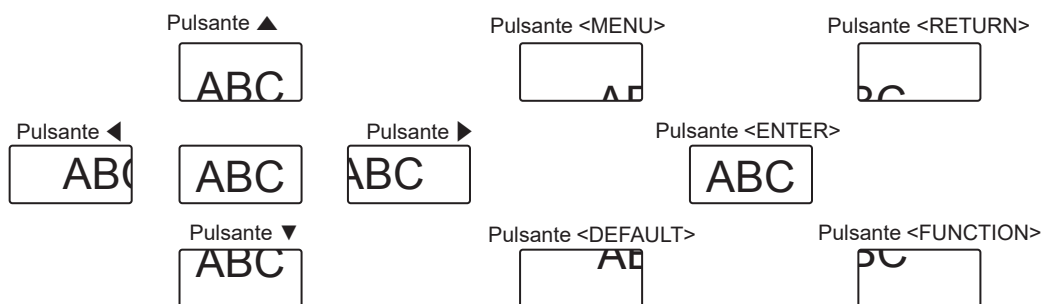 Pulsante ▲ Pulsante <MENU> Pulsante <RETURN>
ABC
Pulsante ◀ Pulsante ▶ Pulsante <ENTER>
ABC ABC ABC ABC
Pulsante ▼ Pulsante <DEFAULT> Pulsante <FUNCTION>
ABC